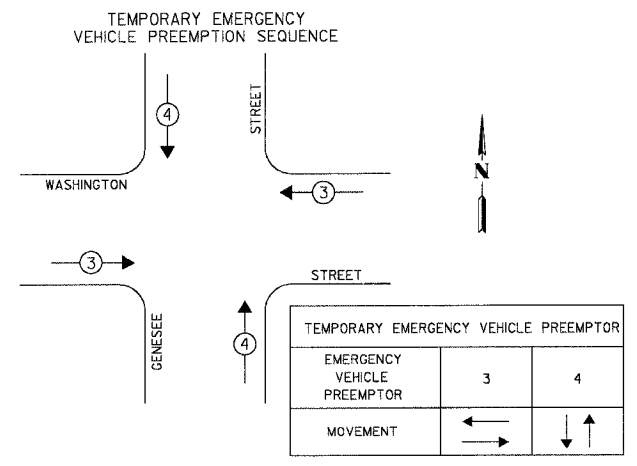 TEMPORARY EMERGENCY
VEHICLE PREEMPTION SEQUENCE
4
STREET
N
WASHINGTON
3
3
STREET
GENESEE
4
TEMPORARY EMERGENCY VEHICLE PREEMPTOR
EMERGENCY
VEHICLE
PREEMPTOR
3
4
MOVEMENT